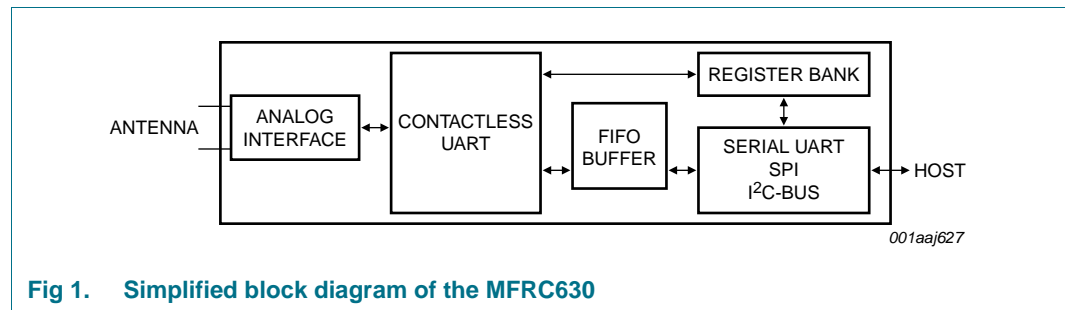 ANTENNA
ANALOG
INTERFACE
CONTACTLESS
UART
FIFO
BUFFER
REGISTER BANK
SERIAL UART
SPI
I²C-BUS
HOST
001aaj627
Fig 1. Simplified block diagram of the MFRC630